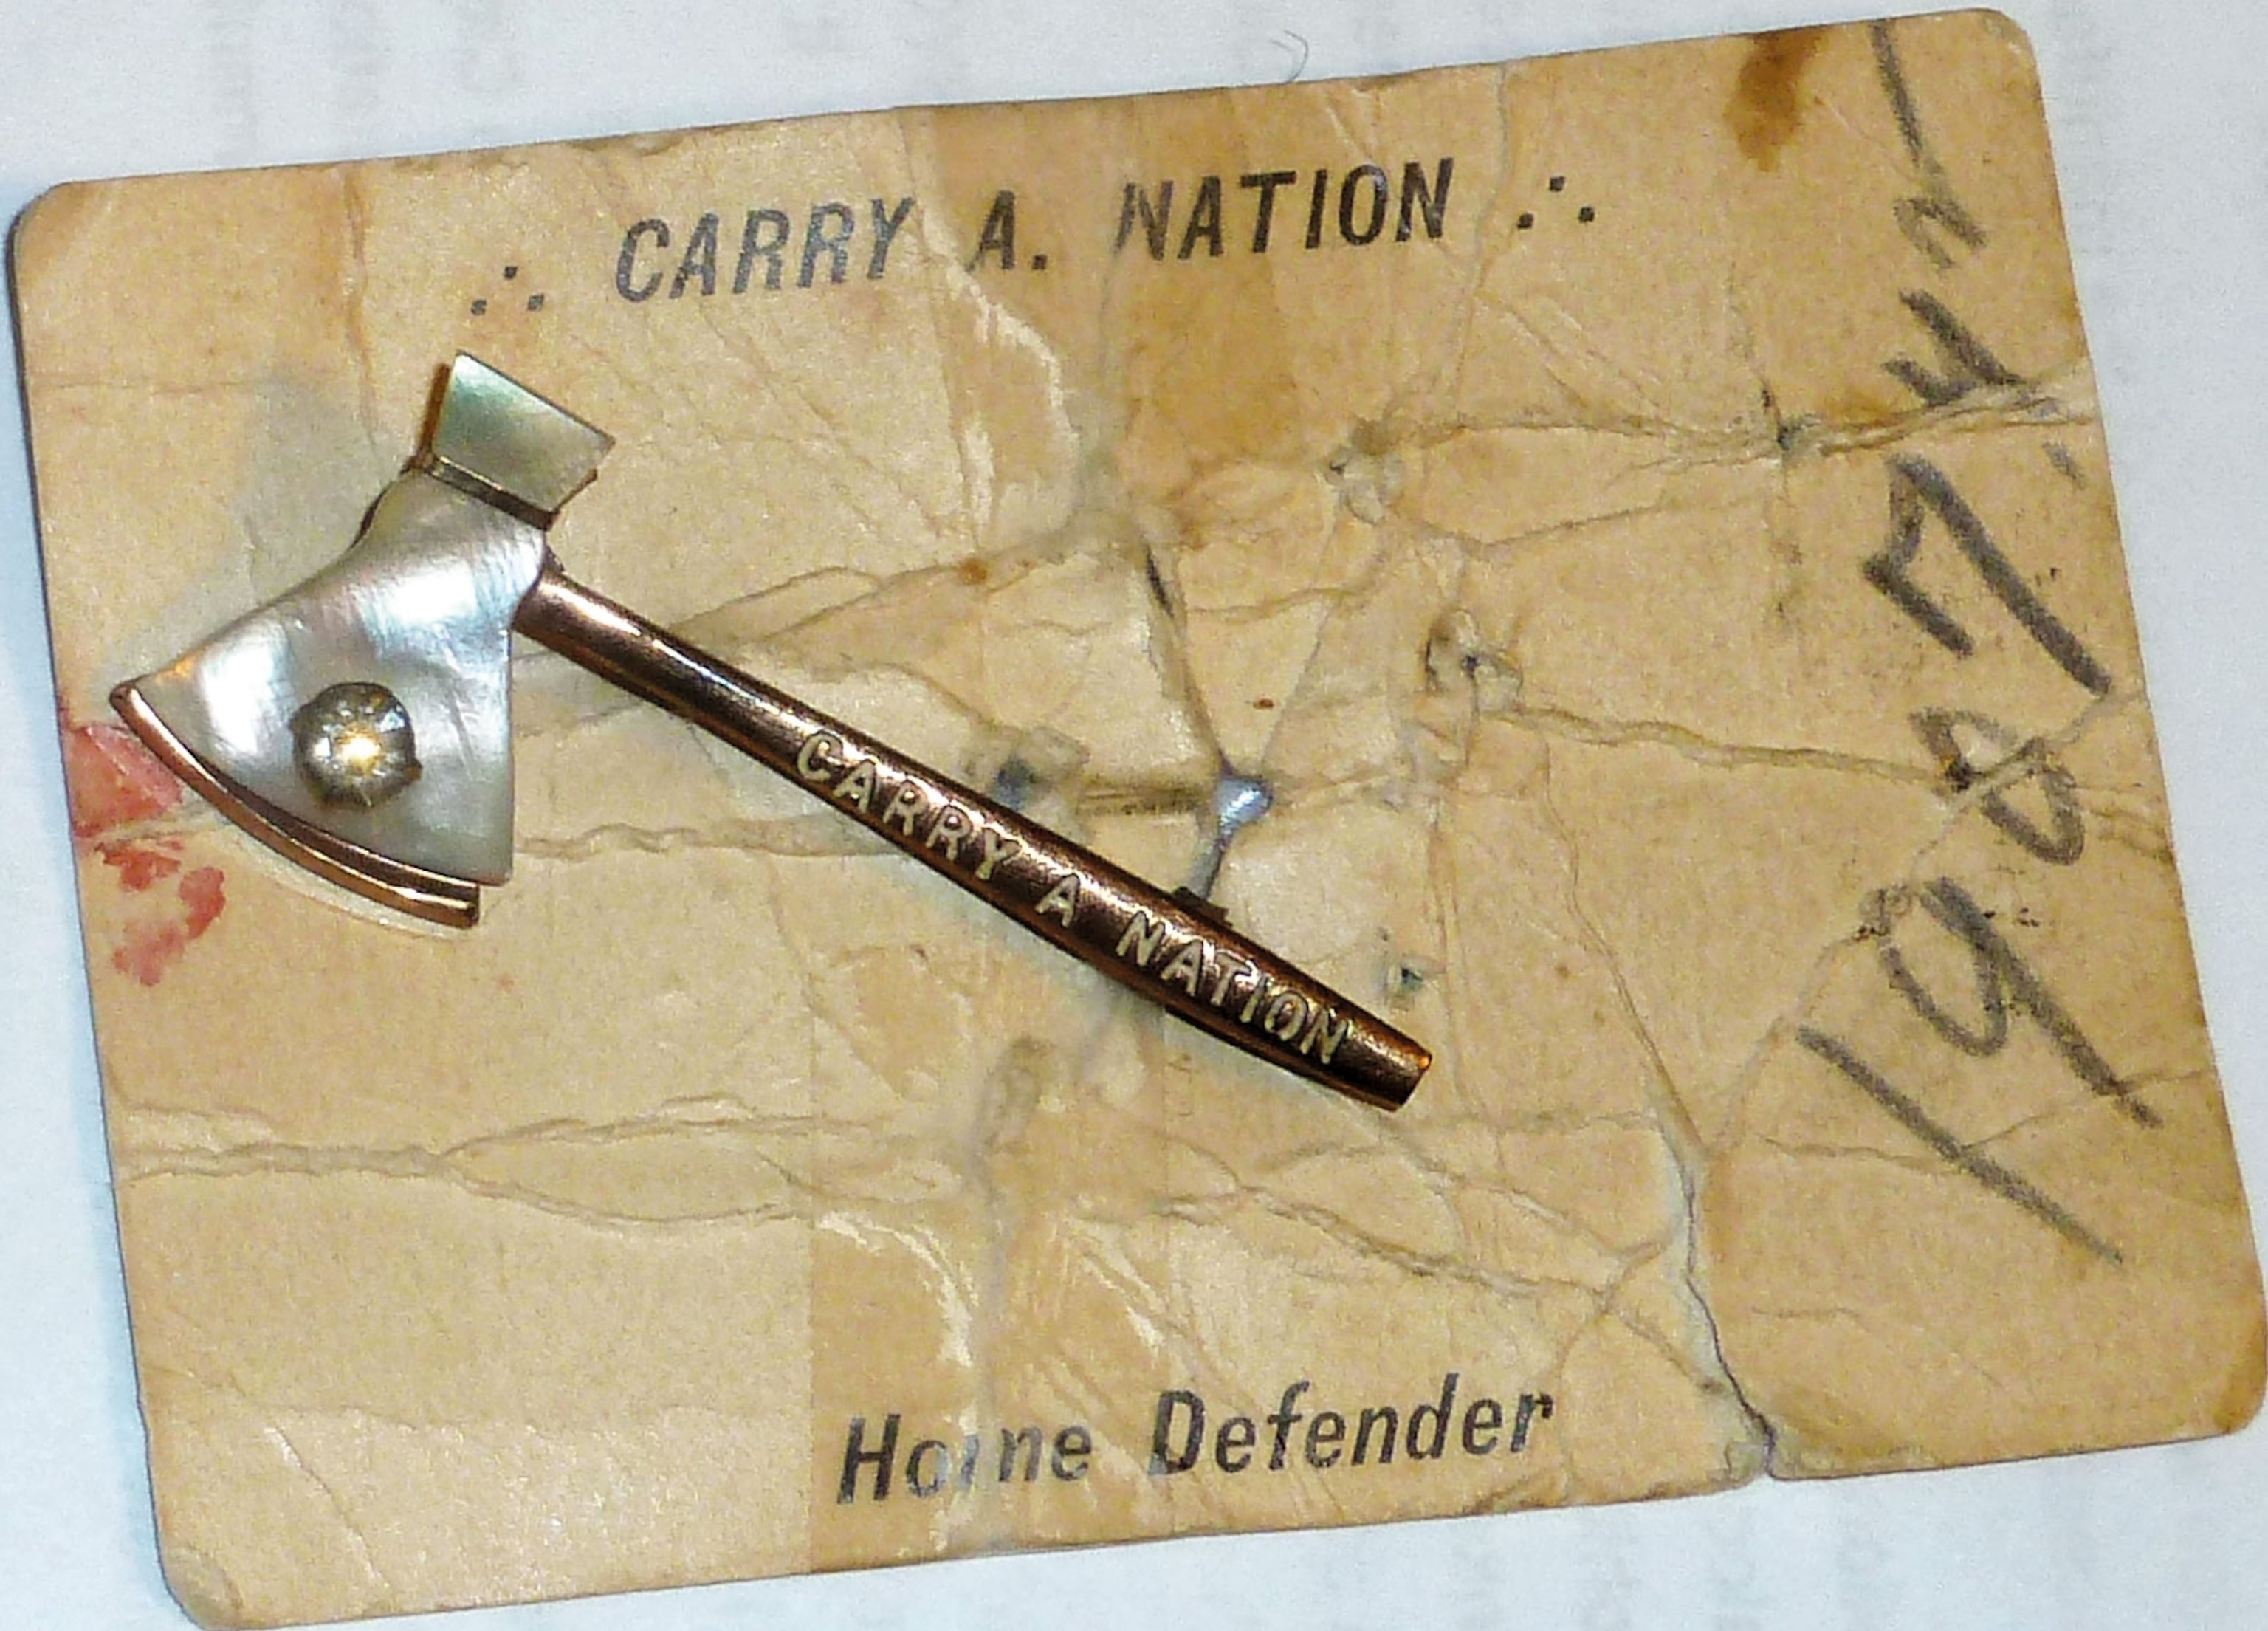 ∴ CARRY A. NATION ∴
CARRY A NATION
Home Defender